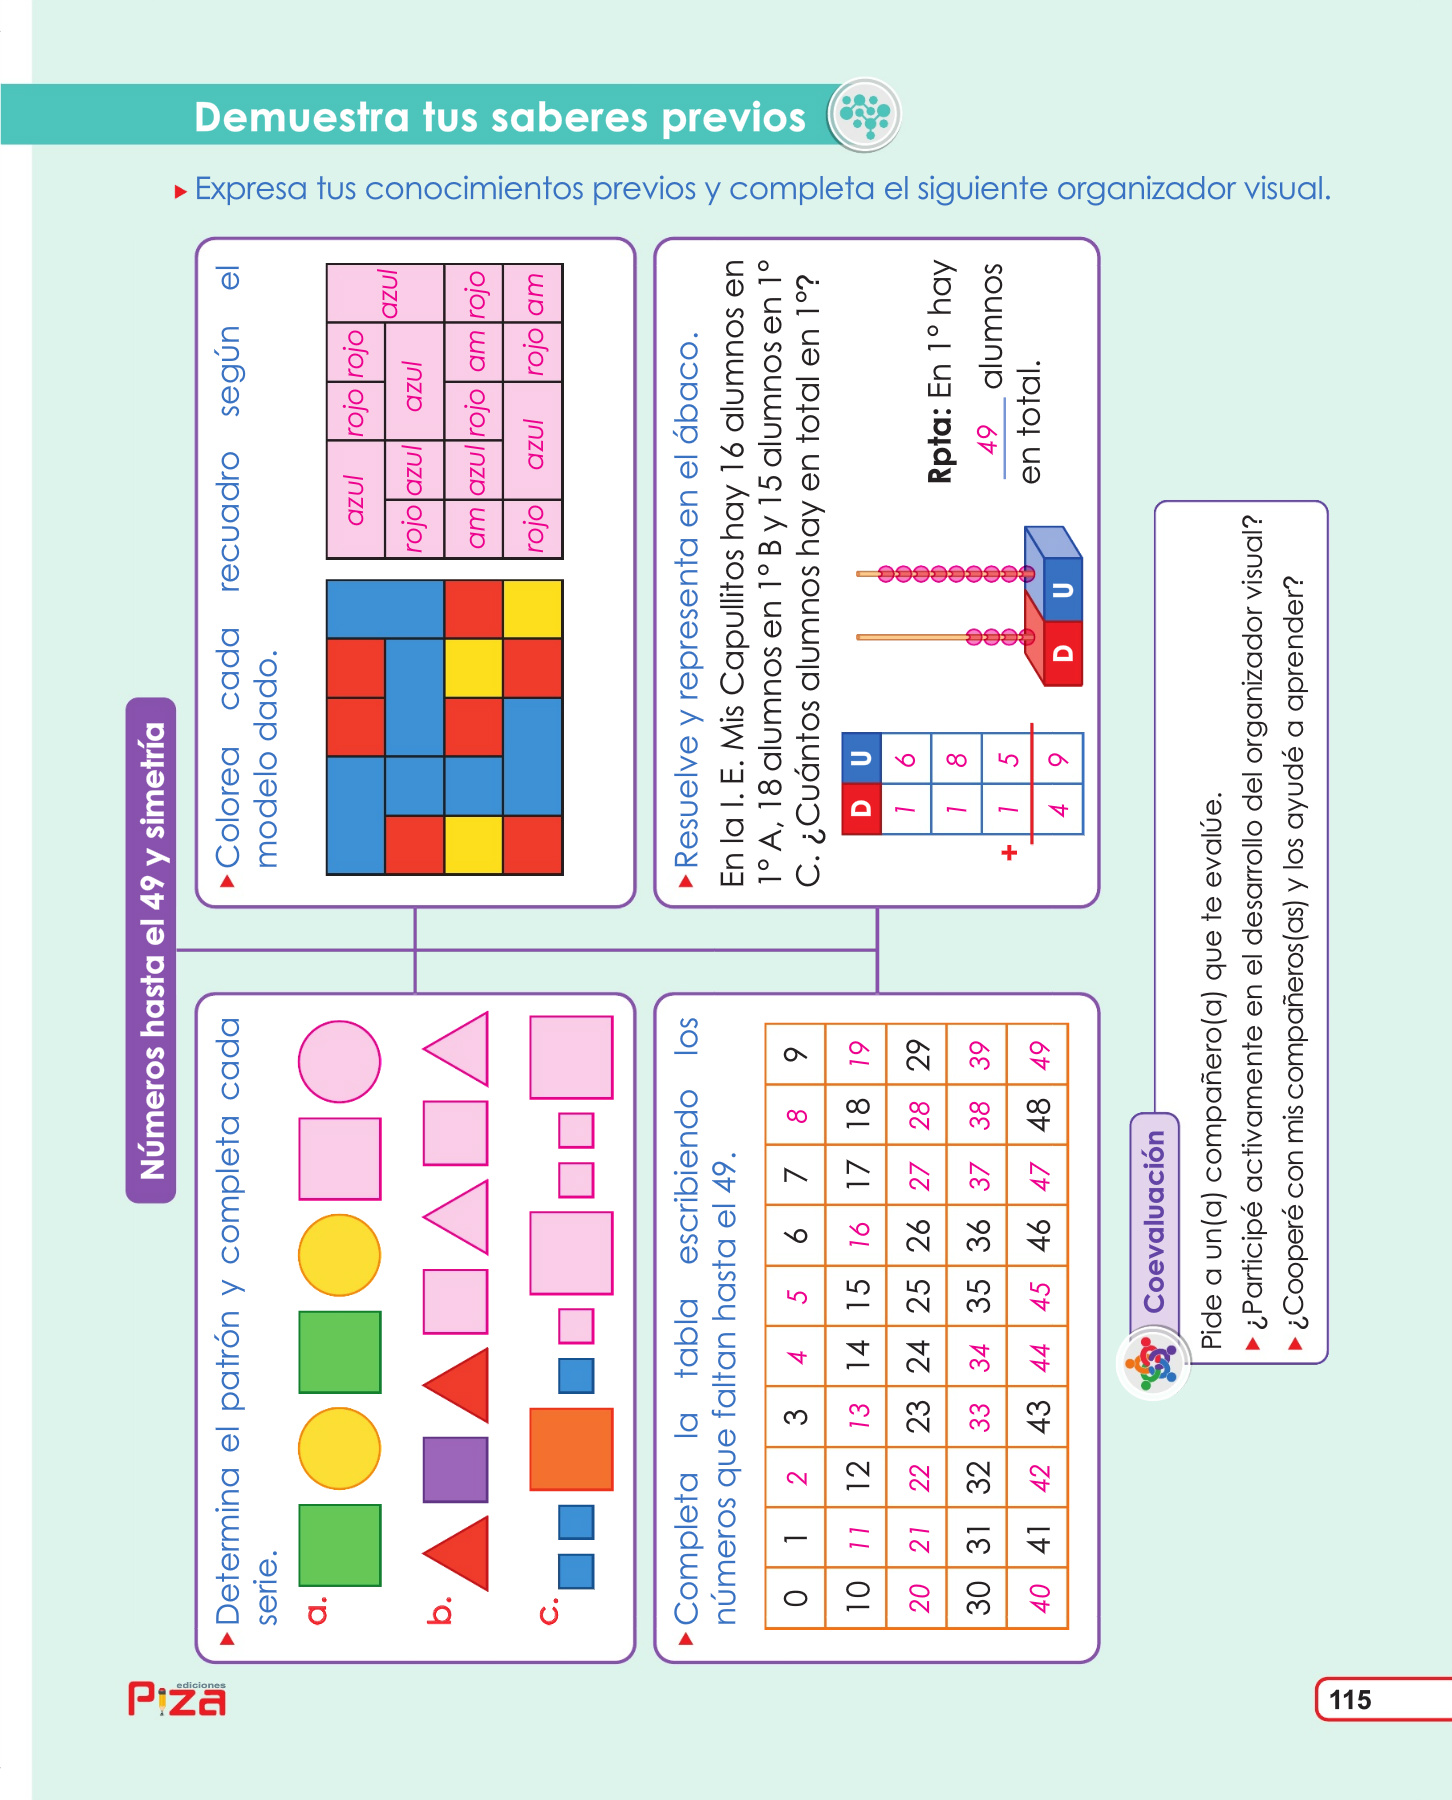 Demuestra tus saberes previos
Expresa tus conocimientos previos y completa el siguiente organizador visual.
Números hasta el 49 y simetría
Determina el patrón y completa cada
serie.
a.
b.
c.
Colorea cada recuadro según el
modelo dado.
azul rojo rojo azul
rojo azul azul
am azul rojo am rojo
rojo azul rojo am
Completa la tabla escribiendo los
números que faltan hasta el 49.
0 1 2 3 4 5 6 7 8 9
10 11 12 13 14 15 16 17 18 19
20 21 22 23 24 25 26 27 28 29
30 31 32 33 34 35 36 37 38 39
40 41 42 43 44 45 46 47 48 49
Resuelve y representa en el ábaco.
En la I. E. Mis Capullitos hay 16 alumnos en
1° A, 18 alumnos en 1° B y 15 alumnos en 1°
C. ¿Cuántos alumnos hay en total en 1°?
D U
1 6
1 8
+ 1 5
4 9
D U
Rpta: En 1° hay
49 alumnos
en total.
Coevaluación
Pide a un(a) compañero(a) que te evalúe.
¿Participé activamente en el desarrollo del organizador visual?
¿Cooperé con mis compañeros(as) y los ayudé a aprender?
ediciones
Piza
115